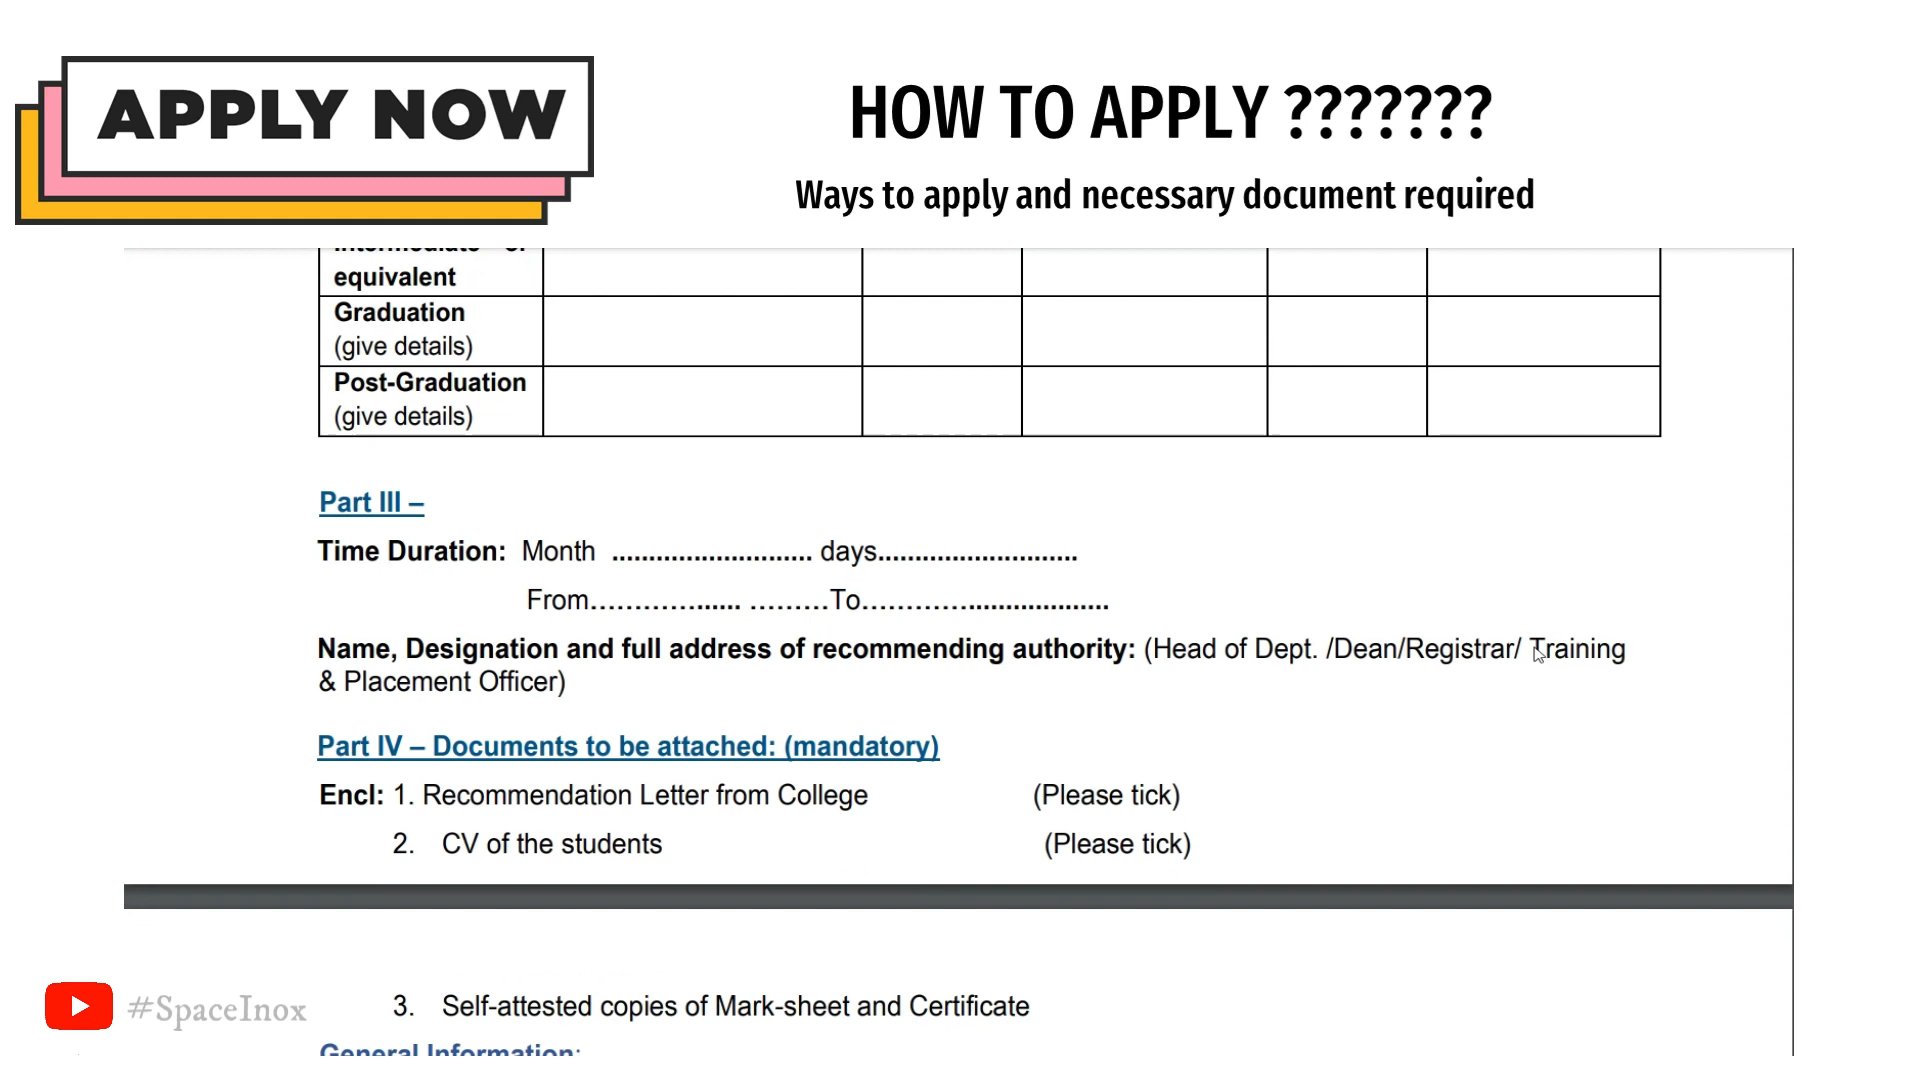 APPLY NOW
HOW TO APPLY ???????
Ways to apply and necessary document required
Intermediate or
equivalent
Graduation
(give details)
Post-Graduation
(give details)
Part III –
Time Duration: Month ........................... days...........................
From…………...... ………To…………...................
Name, Designation and full address of recommending authority: (Head of Dept. /Dean/Registrar/ Training
& Placement Officer)
Part IV – Documents to be attached: (mandatory)
Encl: 1. Recommendation Letter from College (Please tick)
2. CV of the students (Please tick)
3. Self-attested copies of Mark-sheet and Certificate
#SpaceInox
General Information: